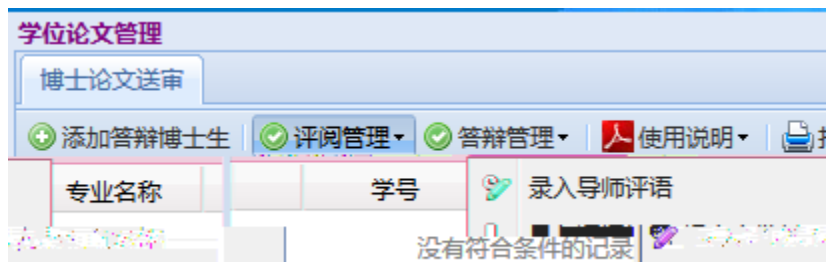 学位论文管理
博士论文送审
添加答辩博士生 评阅管理 答辩管理 使用说明
专业名称 学号 录入导师评语
没有符合条件的记录